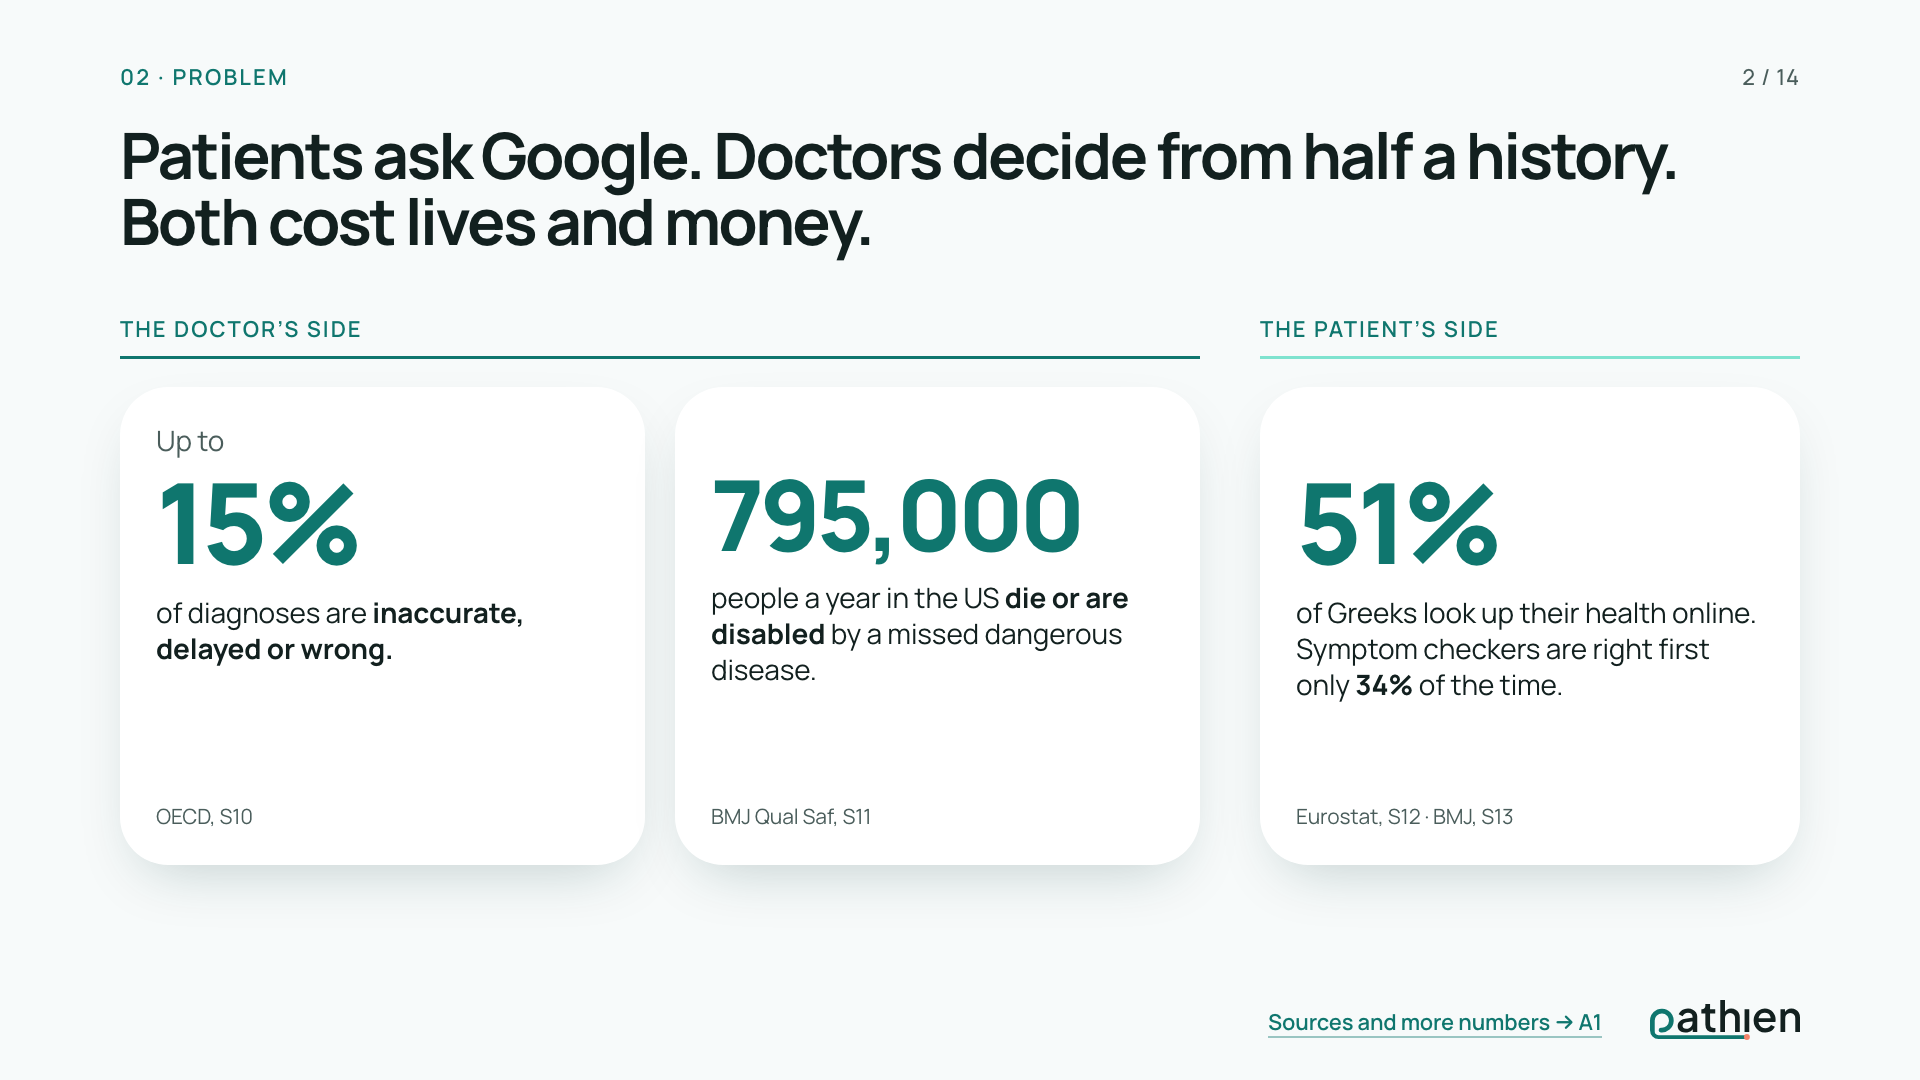 02 · PROBLEM
2 / 14
Patients ask Google. Doctors decide from half a history.
Both cost lives and money.
THE DOCTOR’S SIDE
Up to
15%
of diagnoses are inaccurate,
delayed or wrong.
OECD, S10
795,000
people a year in the US die or are
disabled by a missed dangerous
disease.
BMJ Qual Saf, S11
THE PATIENT’S SIDE
51%
of Greeks look up their health online.
Symptom checkers are right first
only 34% of the time.
Eurostat, S12 · BMJ, S13
Sources and more numbers → A1
pathien